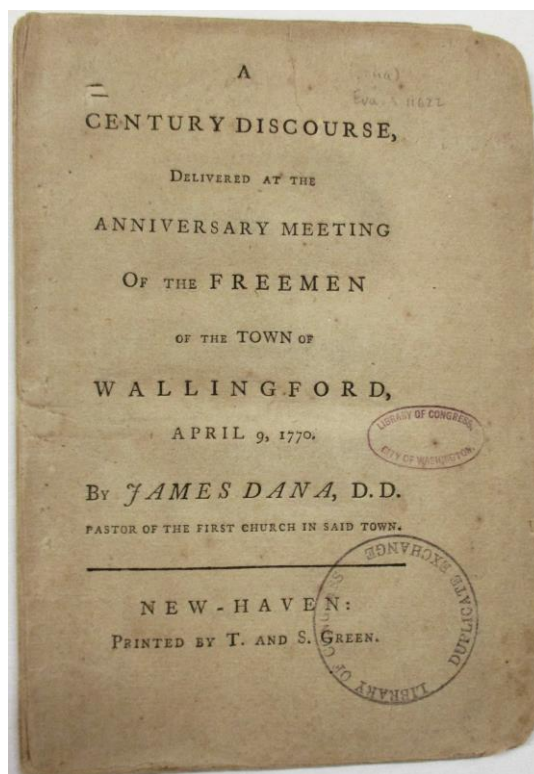 A
CENTURY DISCOURSE,
DELIVERED AT THE
ANNIVERSARY MEETING
OF THE FREEMEN
OF THE TOWN OF
WALLINGFORD,
APRIL 9, 1770.
BY JAMES DANA, D.D.
PASTOR OF THE FIRST CHURCH IN SAID TOWN.
NEW-HAVEN:
PRINTED BY T. AND S. GREEN.
11622
LIBRARY OF CONGRESS,
CITY OF WASHINGTON.
LIBRARY OF CONGRESS
DUPLICATE EXCHANGE